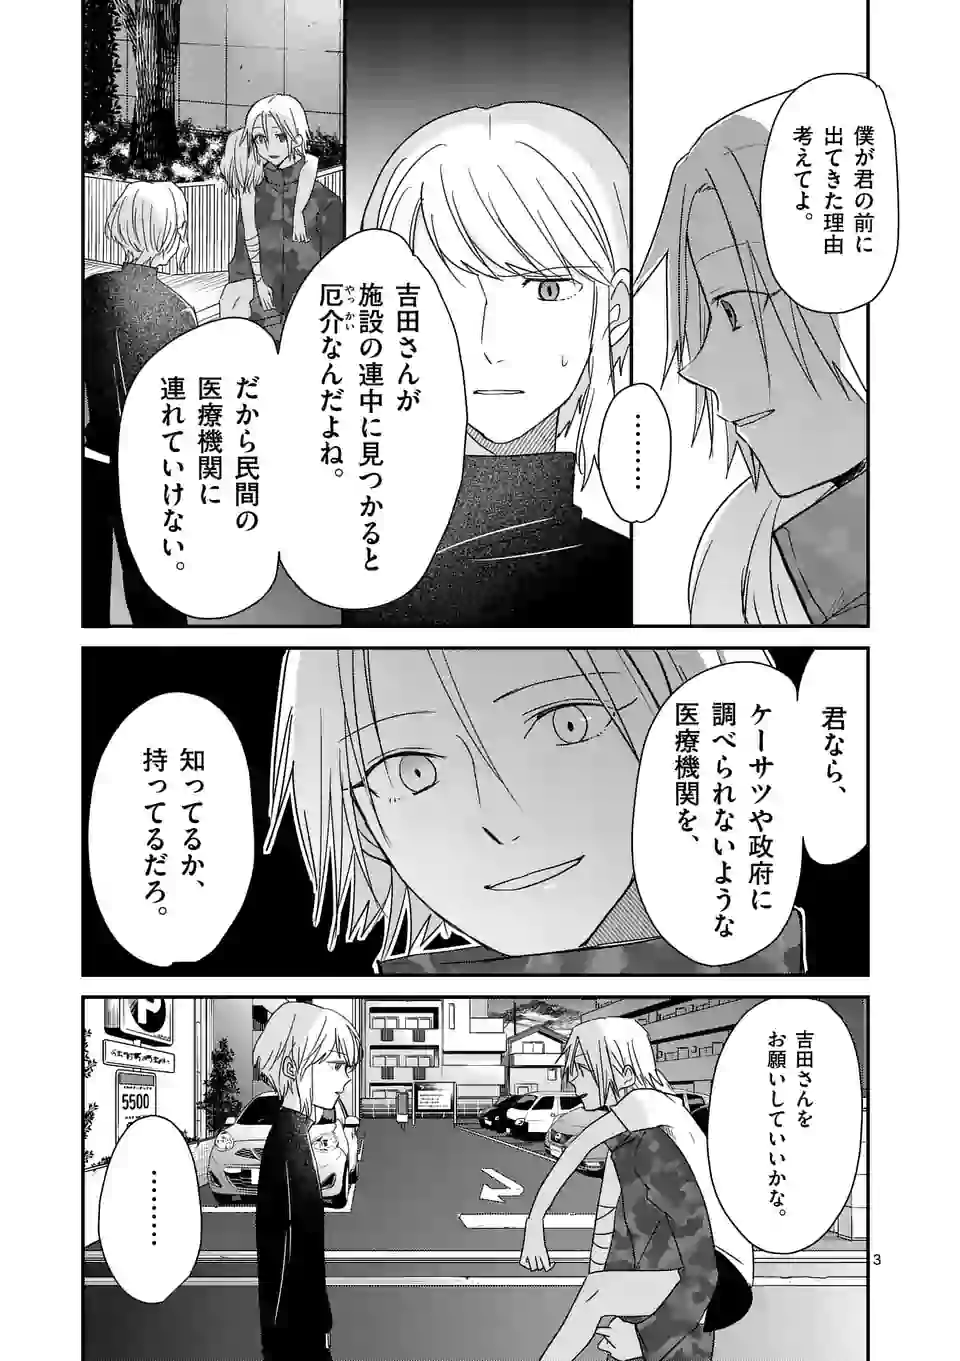 僕が君の前に
出てきた理由
考えてよ。
………
吉田さんが
施設の連中に見つかると
厄介なんだよね。
やっかい
だから民間の
医療機関に
連れていけない。
君なら、
ケーサツや政府に
調べられないような
医療機関を、
知ってるか、
持ってるだろ。
吉田さんを
お願いしていいかな。
………
5500
3